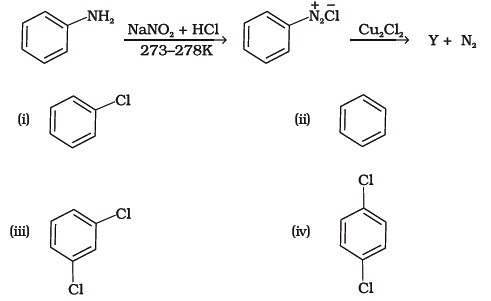 NH₂ NaNO₂ + HCl N₂Cl + − Cu₂Cl₂ Y + N₂
273–278K
(i) Cl (ii)
(iii) Cl Cl (iv) Cl Cl